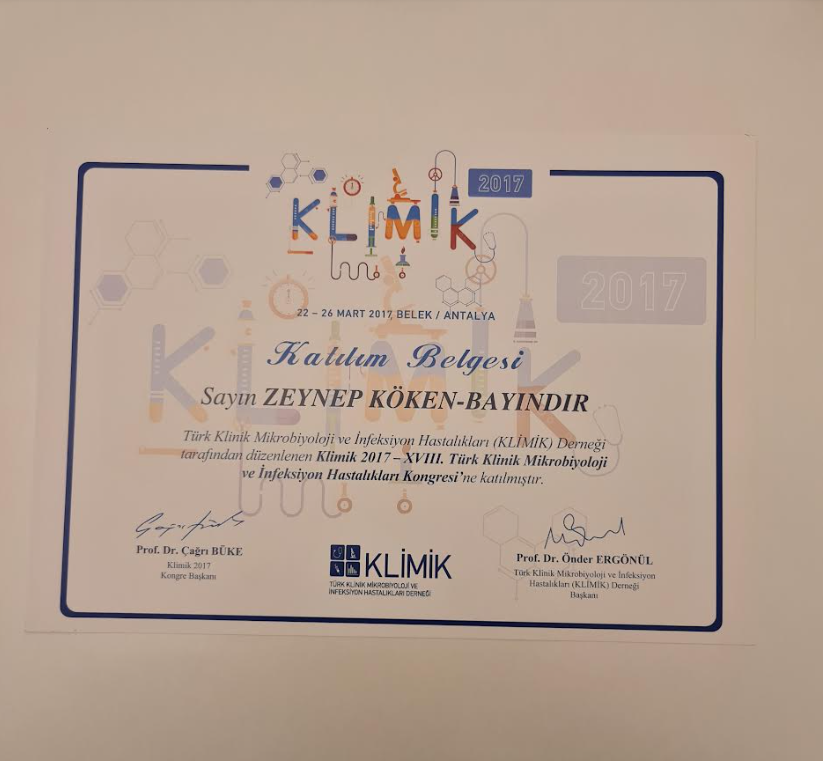 KLİMİK 2017
2017
22 – 26 MART 2017, BELEK / ANTALYA
Katılım Belgesi
Sayın ZEYNEP KÖKEN-BAYINDIR
Türk Klinik Mikrobiyoloji ve İnfeksiyon Hastalıkları (KLİMİK) Derneği
tarafından düzenlenen Klimik 2017 – XVIII. Türk Klinik Mikrobiyoloji
ve İnfeksiyon Hastalıkları Kongresi'ne katılmıştır.
Prof. Dr. Çağrı BÜKE
Klimik 2017
Kongre Başkanı
KLİMİK
TÜRK KLİNİK MİKROBİYOLOJİ VE
İNFEKSİYON HASTALIKLARI DERNEĞİ
Prof. Dr. Önder ERGÖNÜL
Türk Klinik Mikrobiyoloji ve İnfeksiyon
Hastalıkları (KLİMİK) Derneği
Başkanı